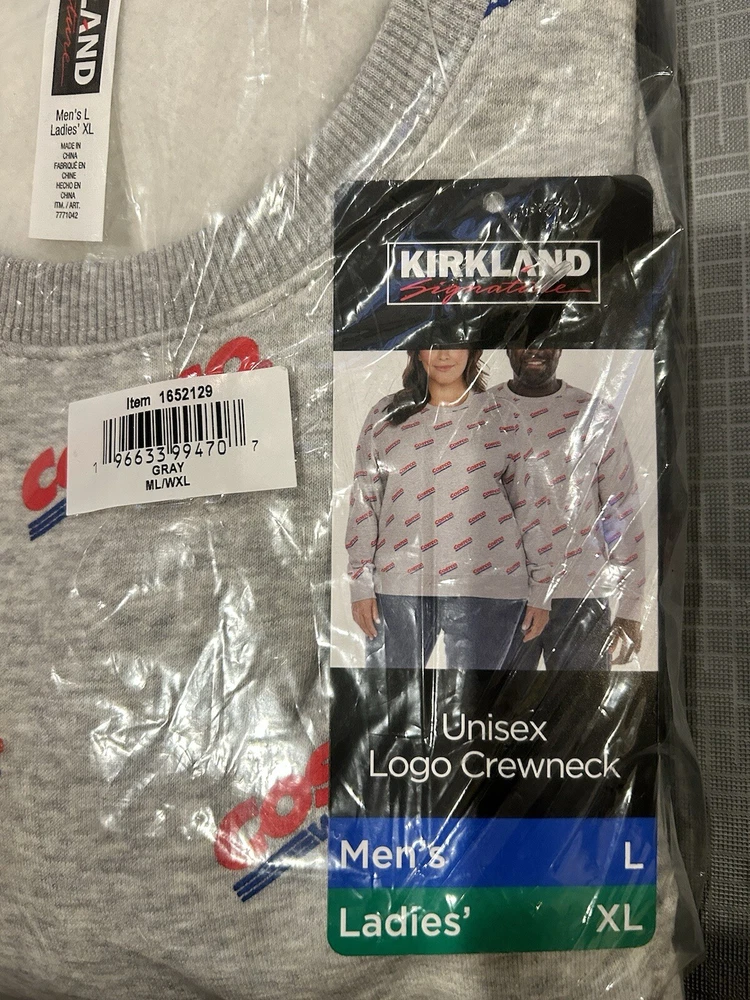 LAND
Men's L
Ladies' XL
MADE IN
CHINA
FABRIQUÉ EN
CHINE
HECHO EN
CHINA
ITM. / ART.
7771042
Item 1652129
1 96633 99470 7
GRAY
ML/WXL
KIRKLAND
Signature
Unisex
Logo Crewneck
Men's L
Ladies' XL